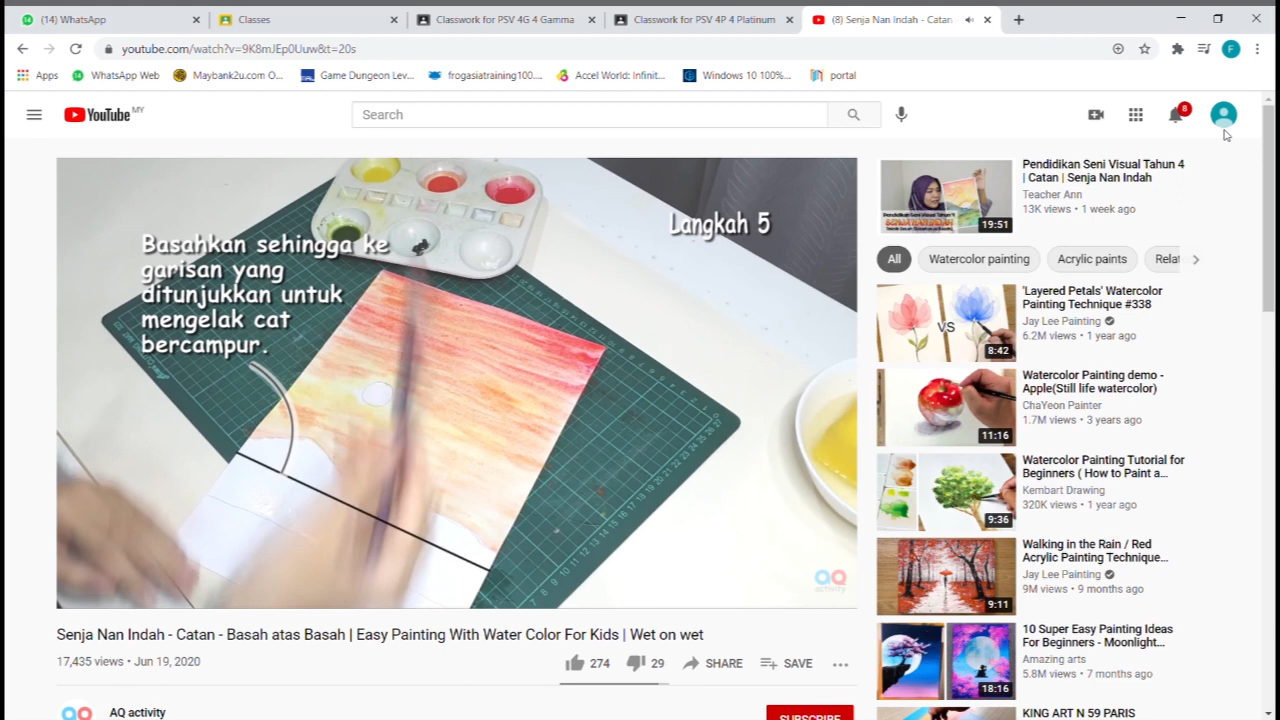 (14) WhatsApp
Classes
Classwork for PSV 4G 4 Gamma
Classwork for PSV 4P 4 Platinum
(8) Senja Nan Indah - Catan -
youtube.com/watch?v=9K8mJEp0Uuw&t=20s
F
Apps
WhatsApp Web
Maybank2u.com O...
Game Dungeon Lev...
frogasiatraining100....
Accel World: Infinit...
Windows 10 100%...
portal
YouTube MY
Search
8
Langkah 5
Basahkan sehingga ke
garisan yang
ditunjukkan untuk
mengelak cat
bercampur.
aq
activity
Senja Nan Indah - Catan - Basah atas Basah | Easy Painting With Water Color For Kids | Wet on wet
17,435 views • Jun 19, 2020
274
29
SHARE
SAVE
AQ activity
SUBSCRIBE
Pendidikan Seni Visual Tahun 4
| Catan | Senja Nan Indah
Teacher Ann
13K views • 1 week ago
19:51
All
Watercolor painting
Acrylic paints
Relat
'Layered Petals' Watercolor
Painting Technique #338
Jay Lee Painting
6.2M views • 1 year ago
VS
8:42
Watercolor Painting demo -
Apple(Still life watercolor)
ChaYeon Painter
1.7M views • 3 years ago
11:16
Watercolor Painting Tutorial for
Beginners ( How to Paint a...
Kembart Drawing
320K views • 1 year ago
9:36
Walking in the Rain / Red
Acrylic Painting Technique...
Jay Lee Painting
9M views • 9 months ago
9:11
10 Super Easy Painting Ideas
For Beginners - Moonlight...
Amazing arts
5.8M views • 7 months ago
18:16
KING ART N 59 PARIS